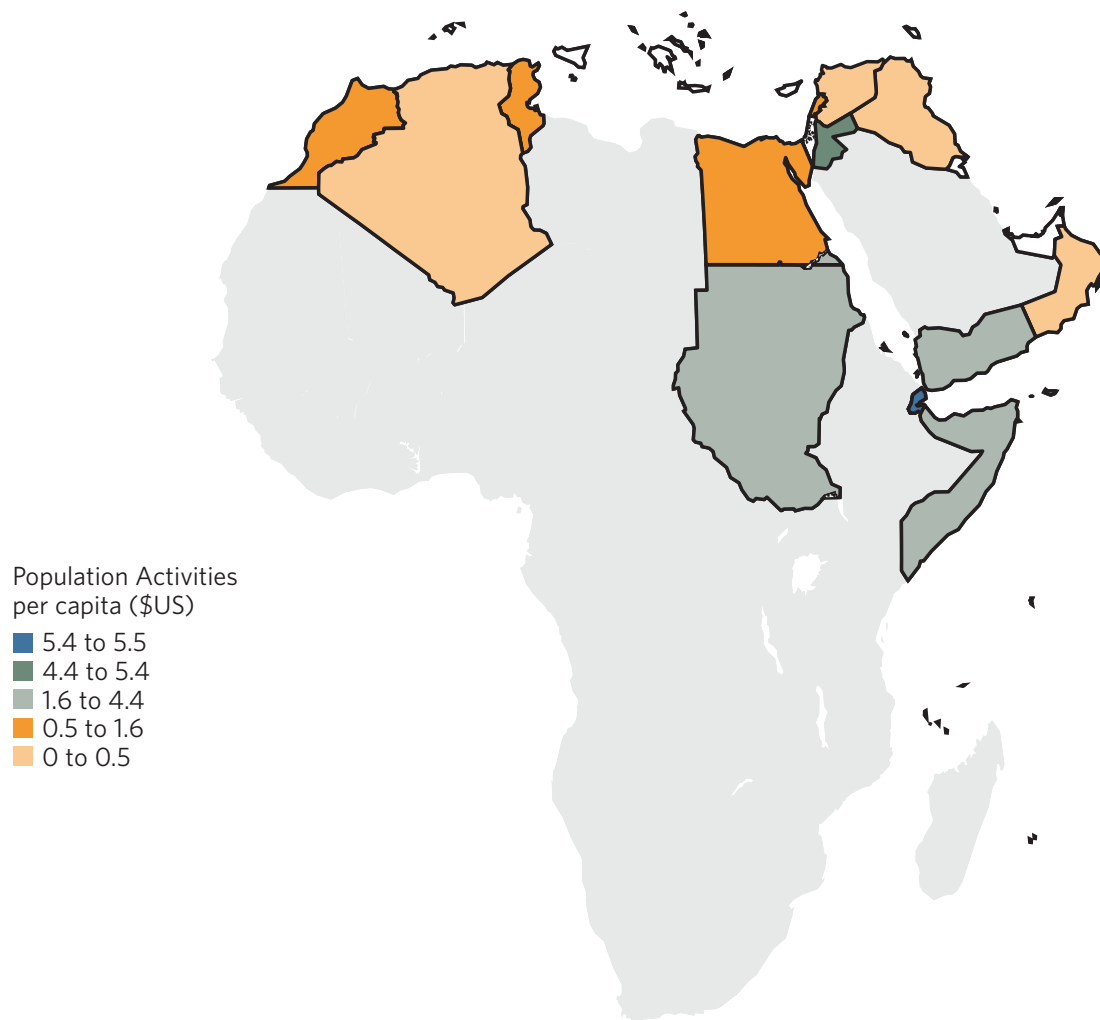 Population Activities
per capita ($US)
5.4 to 5.5
4.4 to 5.4
1.6 to 4.4
0.5 to 1.6
0 to 0.5